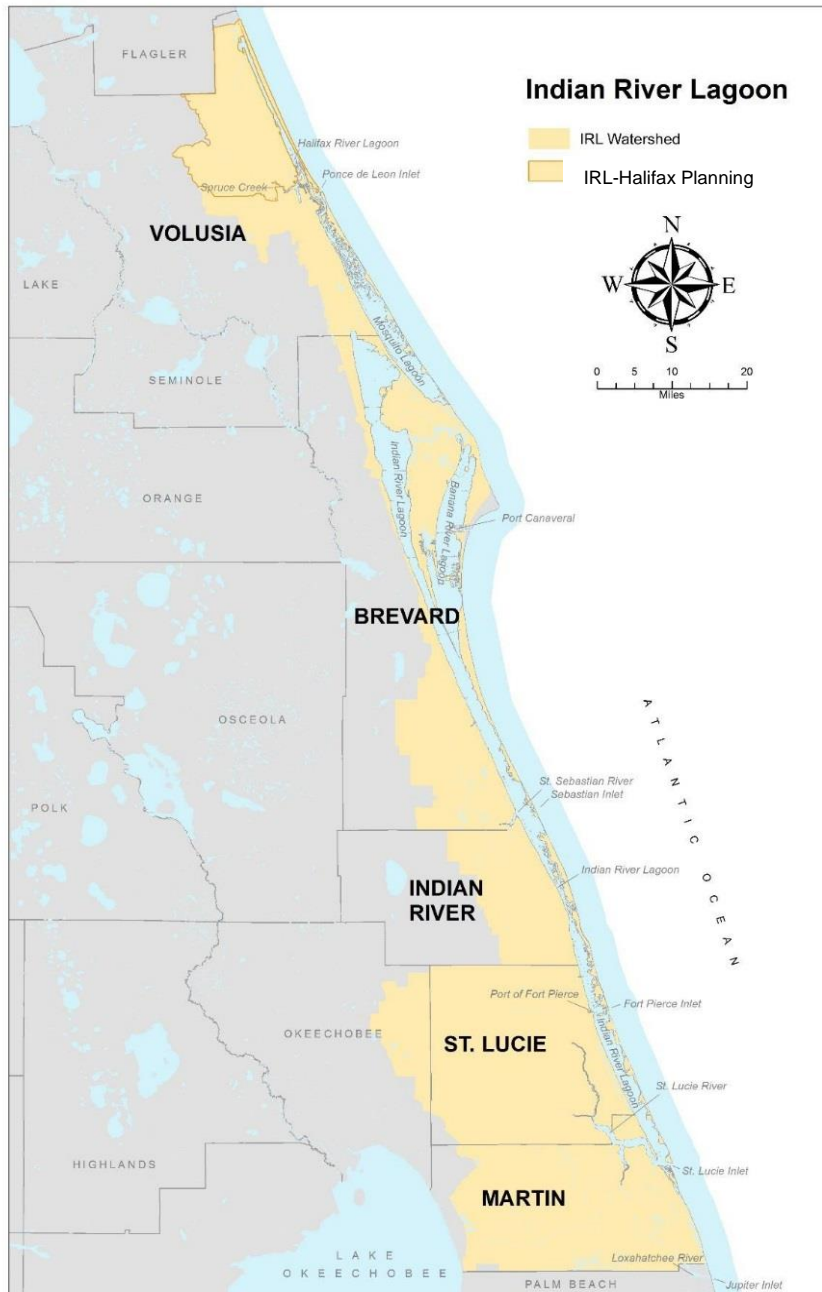 FLAGLER
Indian River Lagoon
IRL Watershed
IRL-Halifax Planning
Halifax River Lagoon
Ponce de Leon Inlet
Spruce Creek
VOLUSIA
N
W
E
S
LAKE
Mosquito Lagoon
0 5 10 20
Miles
SEMINOLE
Indian River Lagoon
Banana River Lagoon
ORANGE
Port Canaveral
BREVARD
OSCEOLA
ATLANTIC OCEAN
POLK
St. Sebastian River
Sebastian Inlet
Indian River Lagoon
INDIAN
RIVER
Port of Fort Pierce
Fort Pierce Inlet
OKEECHOBEE
ST. LUCIE
Indian River Lagoon
St. Lucie River
HIGHLANDS
St. Lucie Inlet
MARTIN
Loxahatchee River
LAKE
OKEECHOBEE
PALM BEACH
Jupiter Inlet